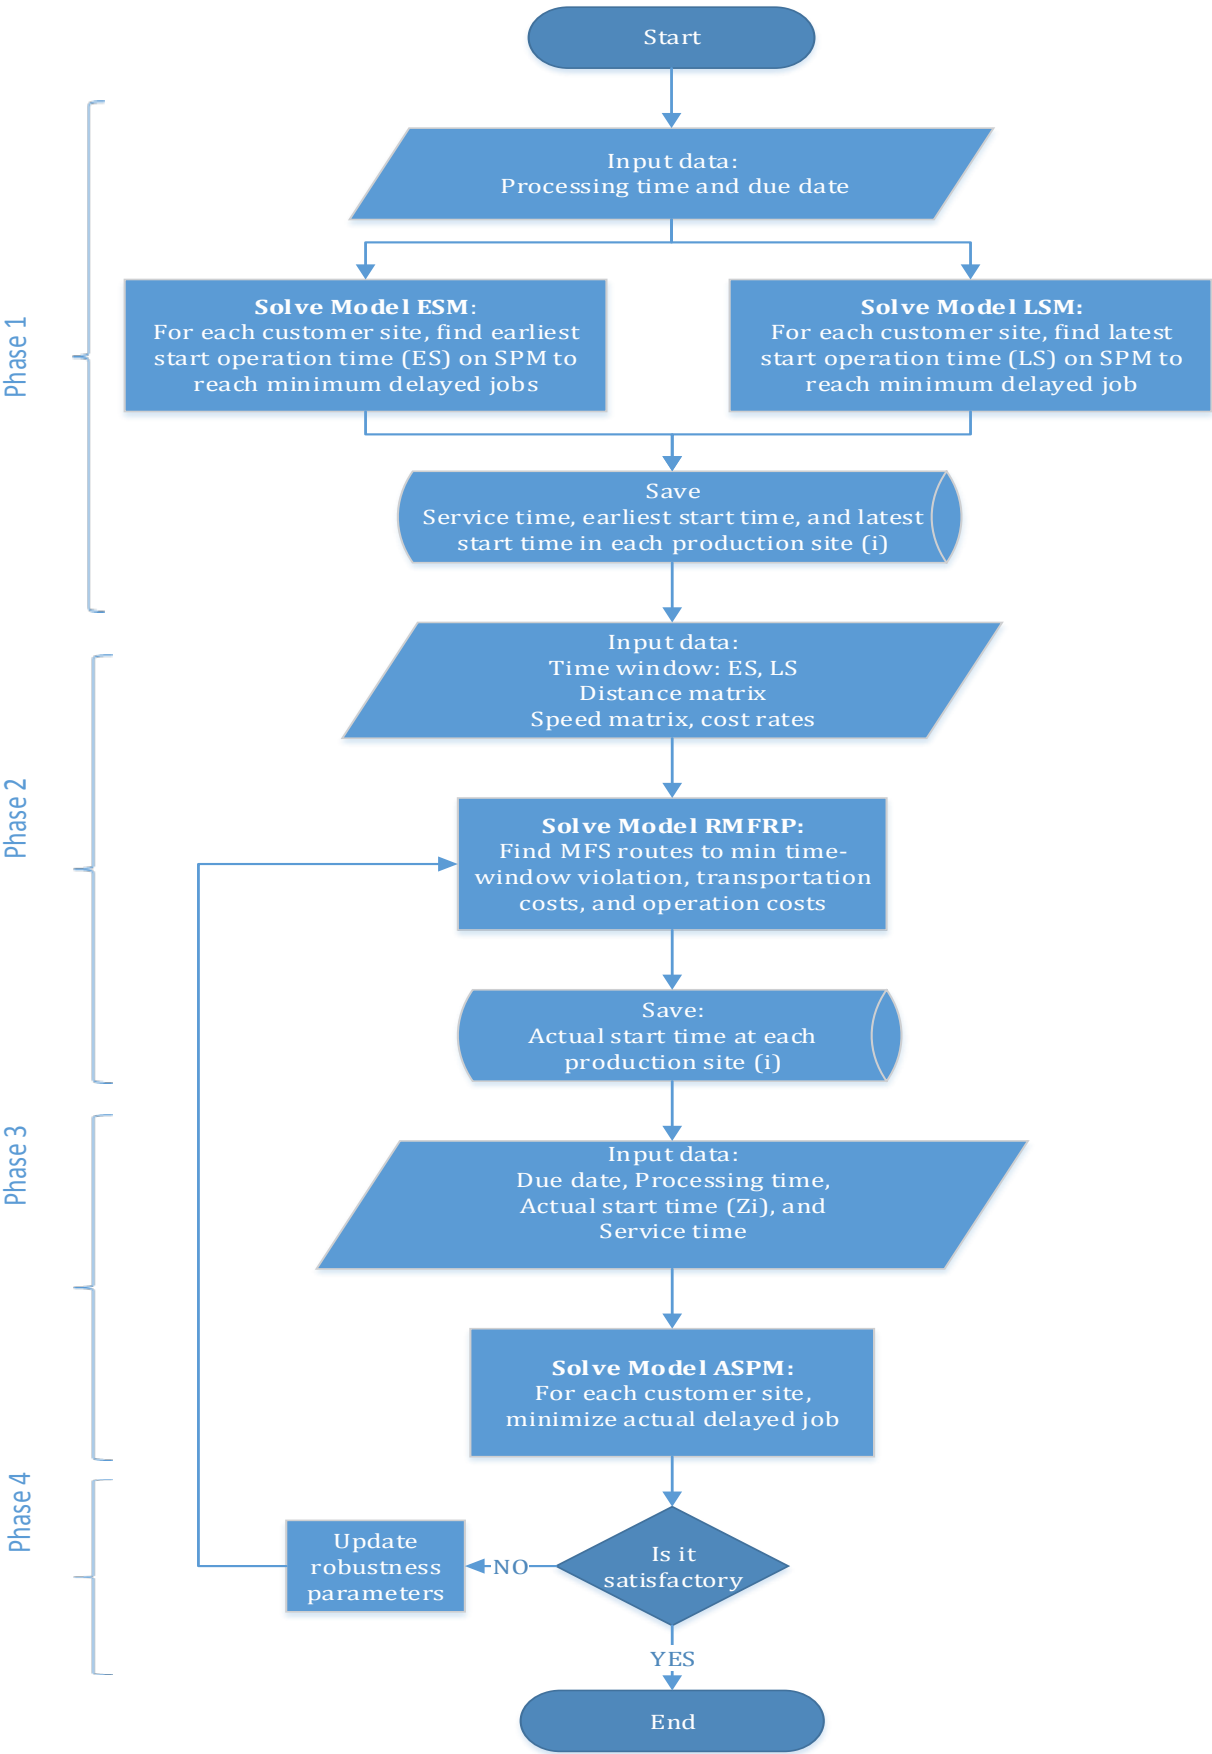 Start
Phase 1
Input data:
Processing time and due date
Solve Model ESM:
For each customer site, find earliest
start operation time (ES) on SPM to
reach minimum delayed jobs
Solve Model LSM:
For each customer site, find latest
start operation time (LS) on SPM to
reach minimum delayed job
Save
Service time, earliest start time, and latest
start time in each production site (i)
Phase 2
Input data:
Time window: ES, LS
Distance matrix
Speed matrix, cost rates
Solve Model RMFRP:
Find MFS routes to min time-
window violation, transportation
costs, and operation costs
Save:
Actual start time at each
production site (i)
Phase 3
Input data:
Due date, Processing time,
Actual start time (Zi), and
Service time
Solve Model ASPM:
For each customer site,
minimize actual delayed job
Phase 4
Update
robustness
parameters
NO
Is it
satisfactory
YES
End